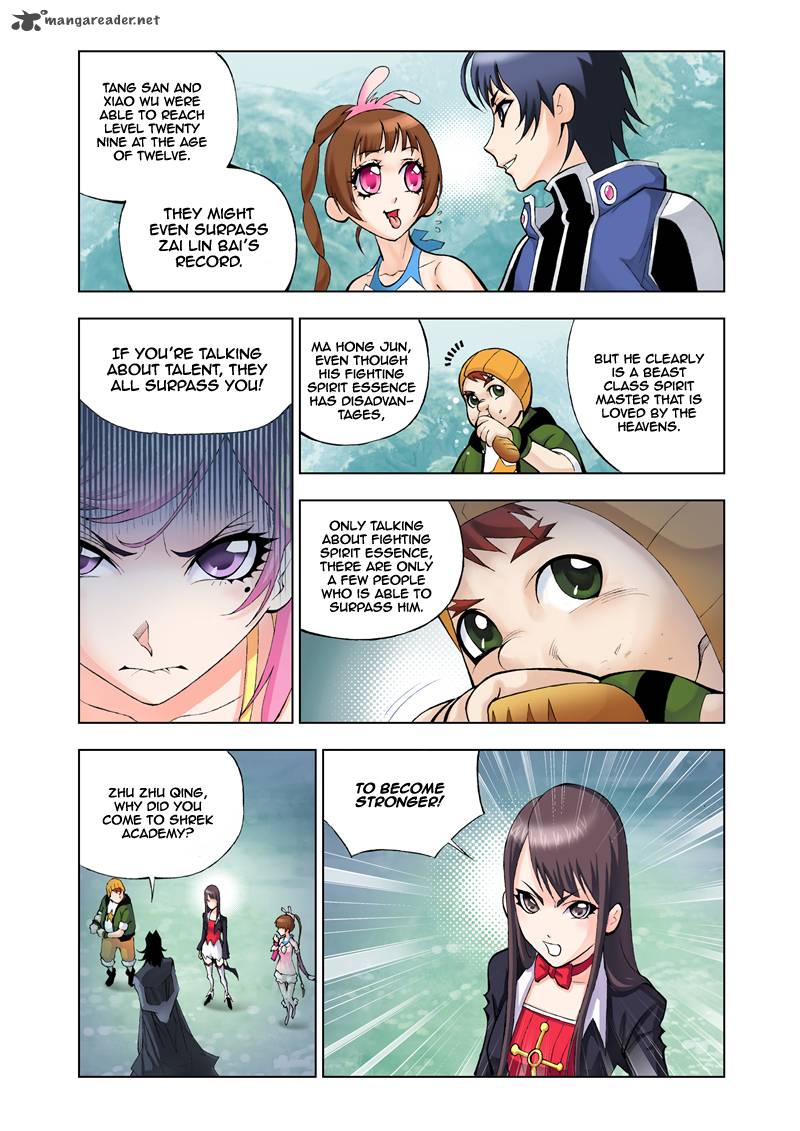 mangareader.net
TANG SAN AND
XIAO WU WERE
ABLE TO REACH
LEVEL TWENTY
NINE AT THE AGE
OF TWELVE.
THEY MIGHT
EVEN SURPASS
ZAI LIN BAI'S
RECORD.
IF YOU'RE TALKING
ABOUT TALENT, THEY
ALL SURPASS YOU!
MA HONG JUN,
EVEN THOUGH
HIS FIGHTING
SPIRIT ESSENCE
HAS DISADVAN-
TAGES,
BUT HE CLEARLY
IS A BEAST
CLASS SPIRIT
MASTER THAT IS
LOVED BY THE
HEAVENS.
ONLY TALKING
ABOUT FIGHTING
SPIRIT ESSENCE,
THERE ARE ONLY
A FEW PEOPLE
WHO IS ABLE TO
SURPASS HIM.
ZHU ZHU QING,
WHY DID YOU
COME TO SHREK
ACADEMY?
TO BECOME
STRONGER!